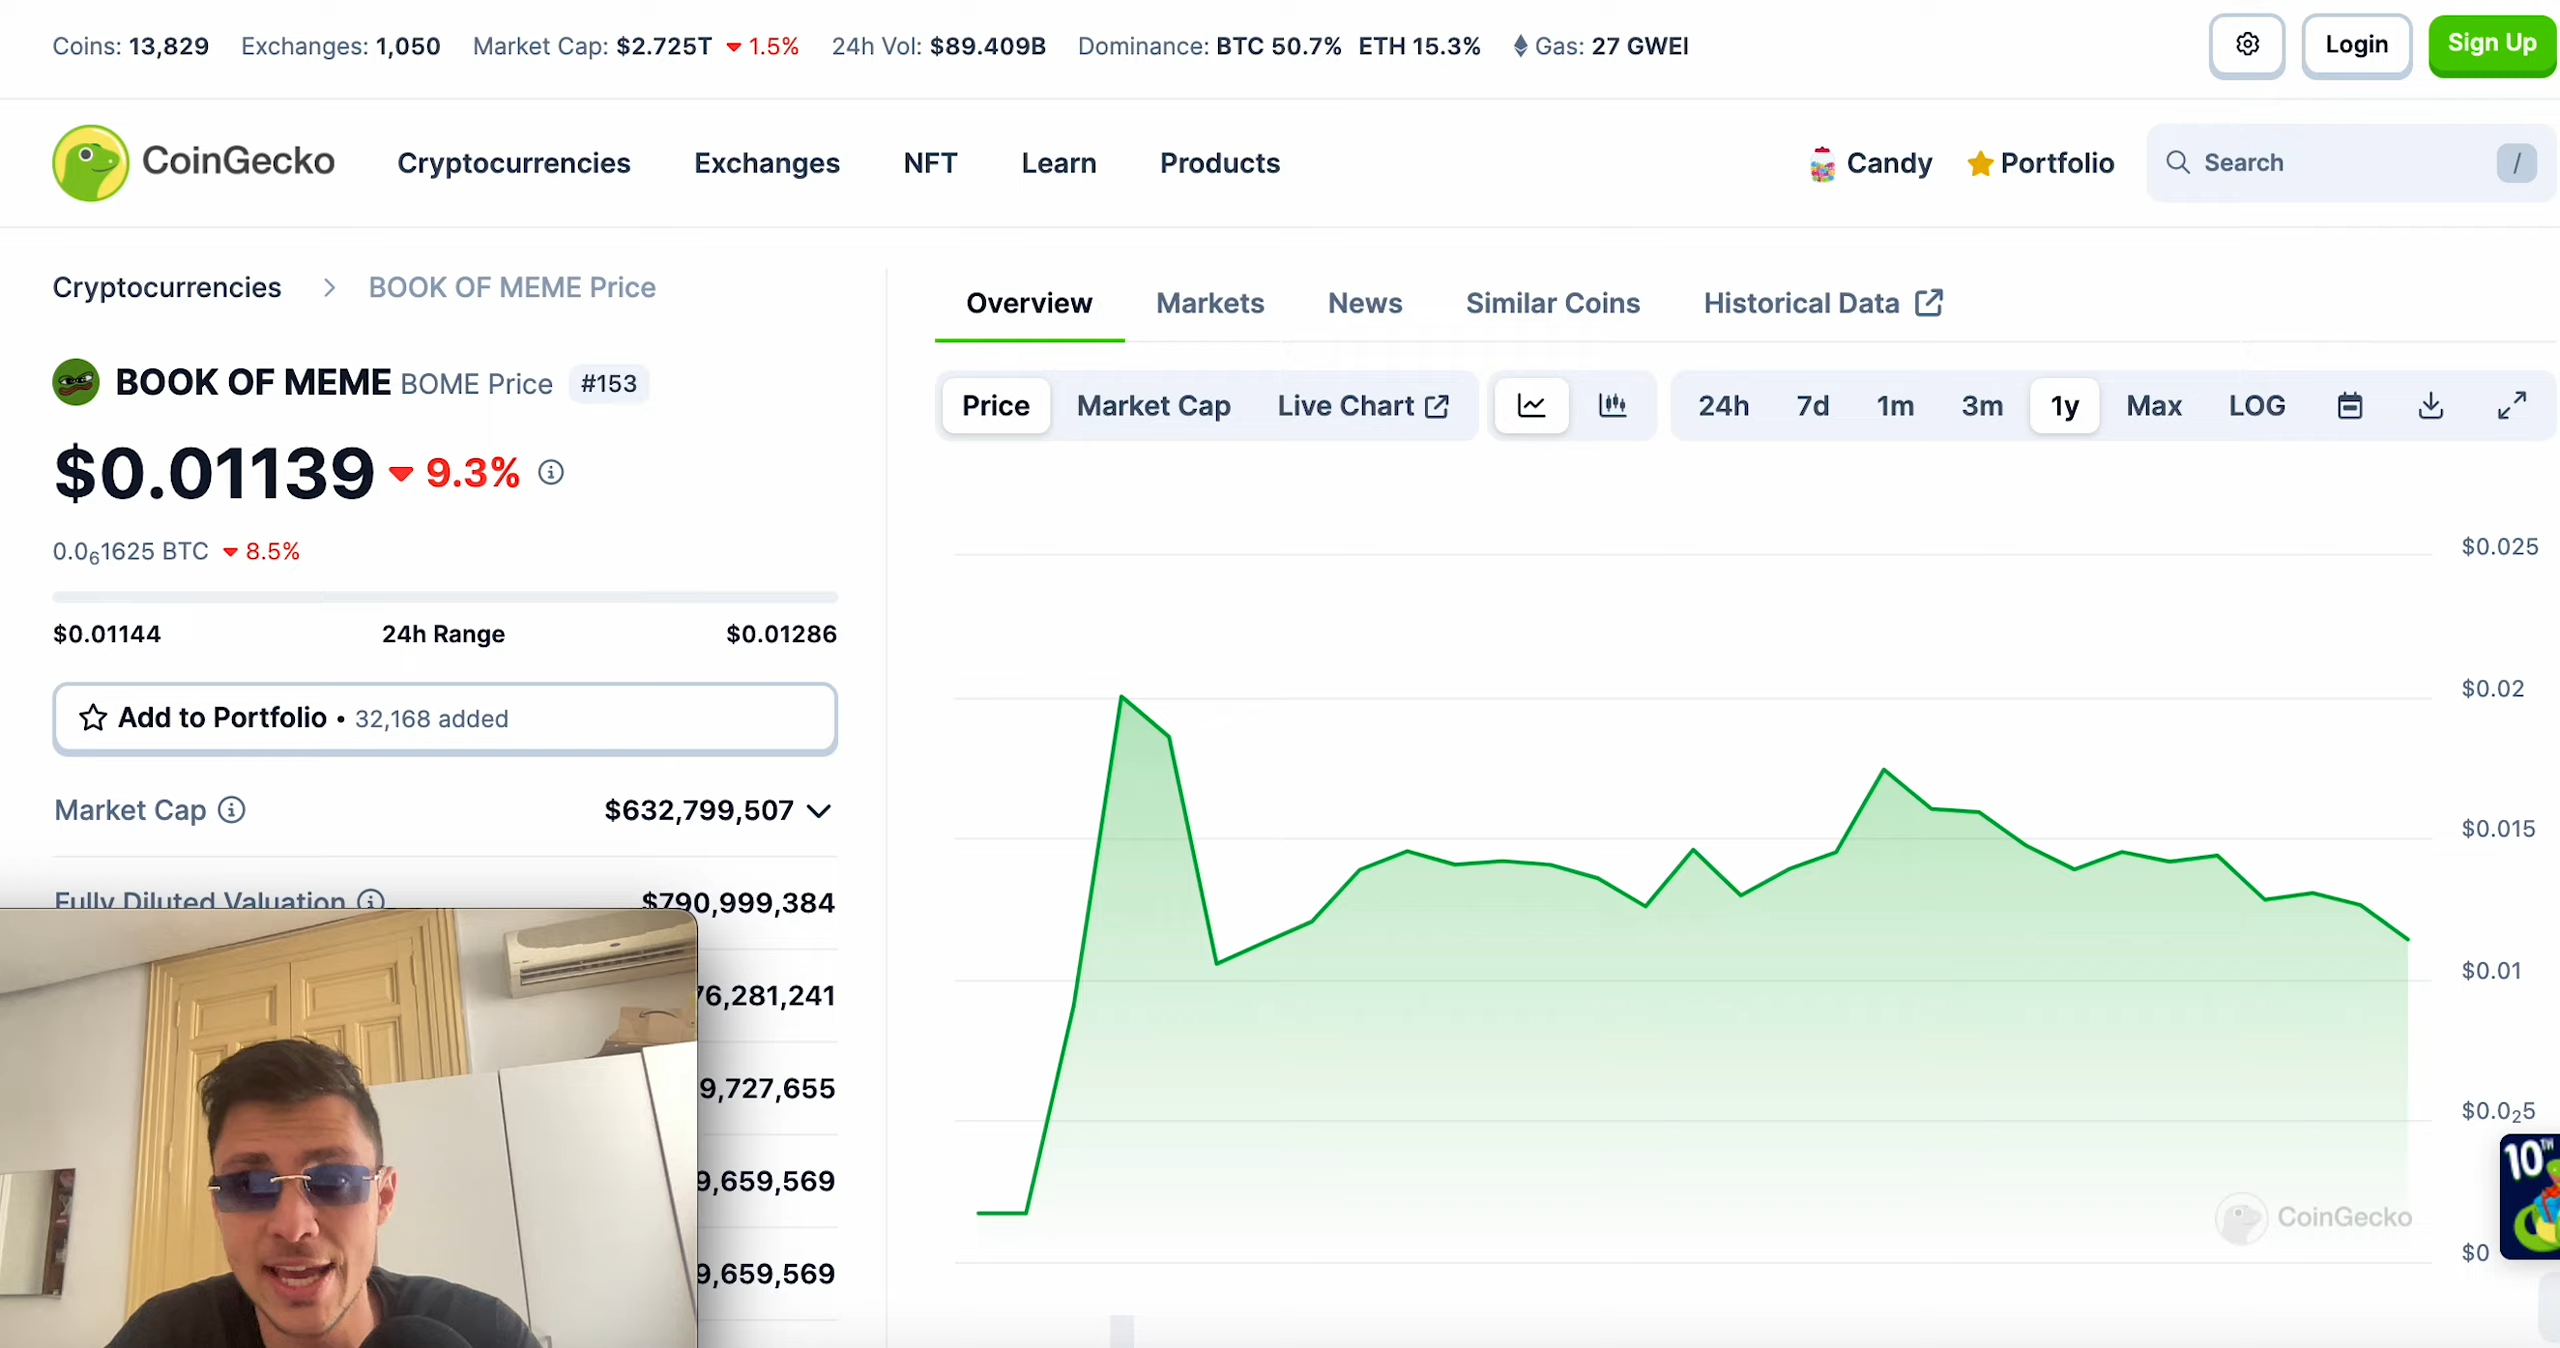 Coins: 13,829 Exchanges: 1,050 Market Cap: $2.725T 1.5% 24h Vol: $89.409B Dominance: BTC 50.7% ETH 15.3% Gas: 27 GWEI
Login
Sign Up
CoinGecko
Cryptocurrencies Exchanges NFT Learn Products
Candy Portfolio Search /
Cryptocurrencies > BOOK OF MEME Price
BOOK OF MEME BOME Price #153
$0.01139 9.3%
0.0₆1625 BTC 8.5%
$0.01144 24h Range $0.01286
Add to Portfolio • 32,168 added
Market Cap $632,799,507
Fully Diluted Valuation $790,999,384
76,281,241
9,727,655
9,659,569
9,659,569
Overview Markets News Similar Coins Historical Data
Price Market Cap Live Chart
24h 7d 1m 3m 1y Max LOG
$0.025
$0.02
$0.015
$0.01
$0.0₂5
$0
CoinGecko
10TH